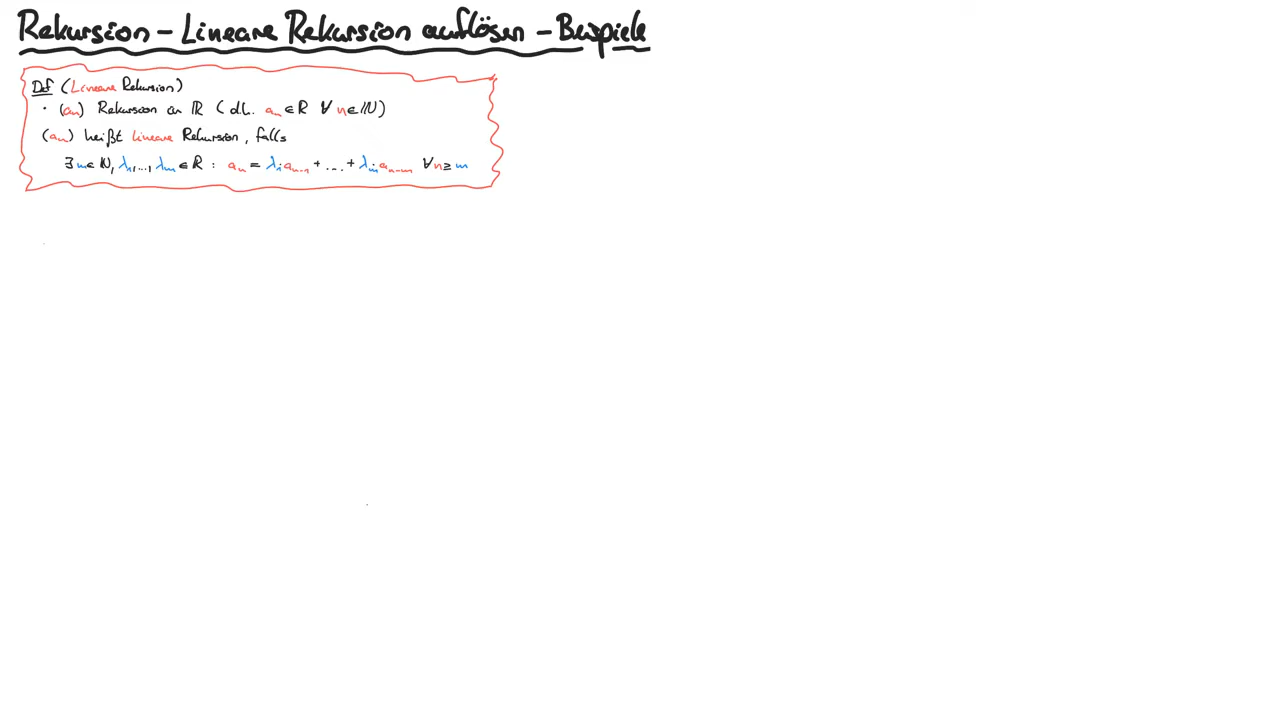 Rekursion – Lineare Rekursion auflösen – Beispiele
Def (Lineare Rekursion)
• (aₙ) Rekursion in ℝ ( d.h. aₙ ∈ ℝ ∀ n ∈ ℕ )
(aₙ) heißt lineare Rekursion, falls
∃ m ∈ ℕ, λ₁, ..., λₘ ∈ ℝ : aₙ = λ₁aₙ₋₁ + ... + λₘaₙ₋ₘ ∀ n ≥ m